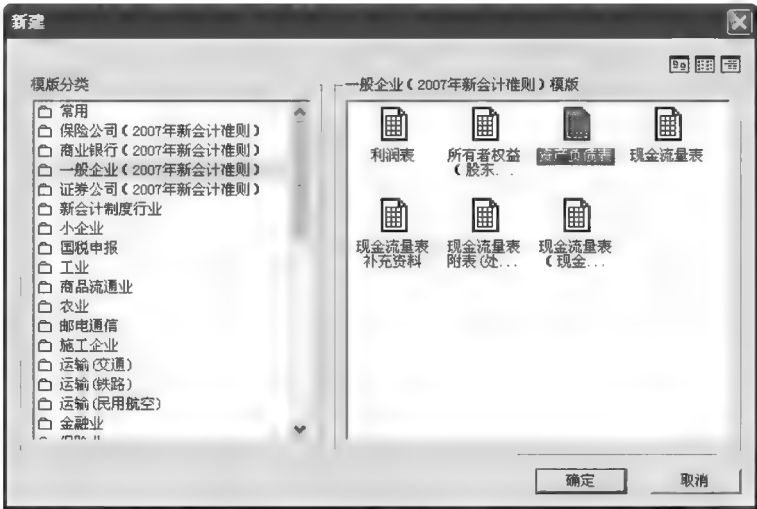 新建
模版分类
常用
保险公司(2007年新会计准则)
商业银行(2007年新会计准则)
一般企业(2007年新会计准则)
证券公司(2007年新会计准则)
新会计制度行业
小企业
国税申报
工业
商品流通业
农业
邮电通信
施工企业
运输(交通)
运输(铁路)
运输(民用航空)
金融业
一般企业(2007年新会计准则)模版
利润表
所有者权益
(股东...
资产负债表
现金流量表
现金流量表
补充资料
现金流量表
附表(处...
现金流量表
(现金...
确定
取消